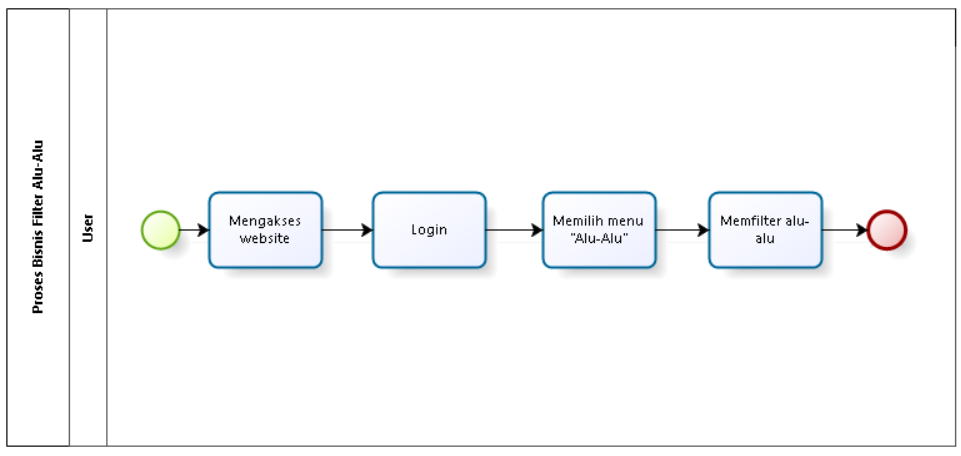 Proses Bisnis Filter Alu-Alu
User
Mengakses
website
Login
Memilih menu
"Alu-Alu"
Memfilter alu-
alu